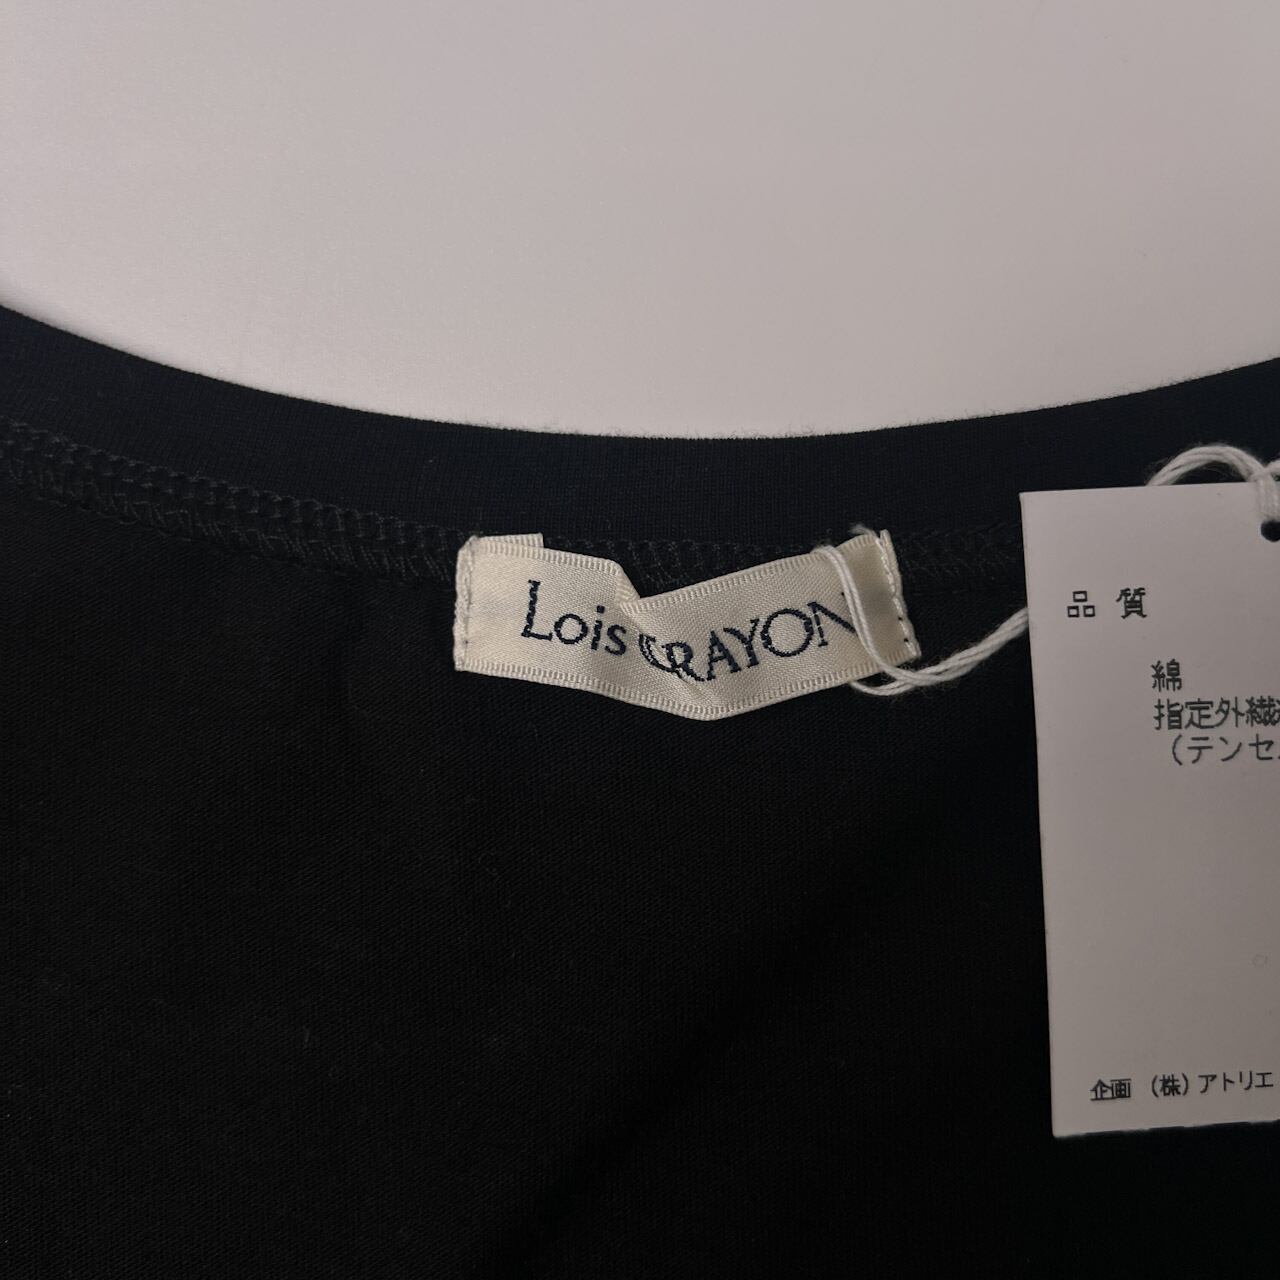 Lois CRAYON
品質
綿
指定外繊
（テンセ
企画 （株）アトリエ